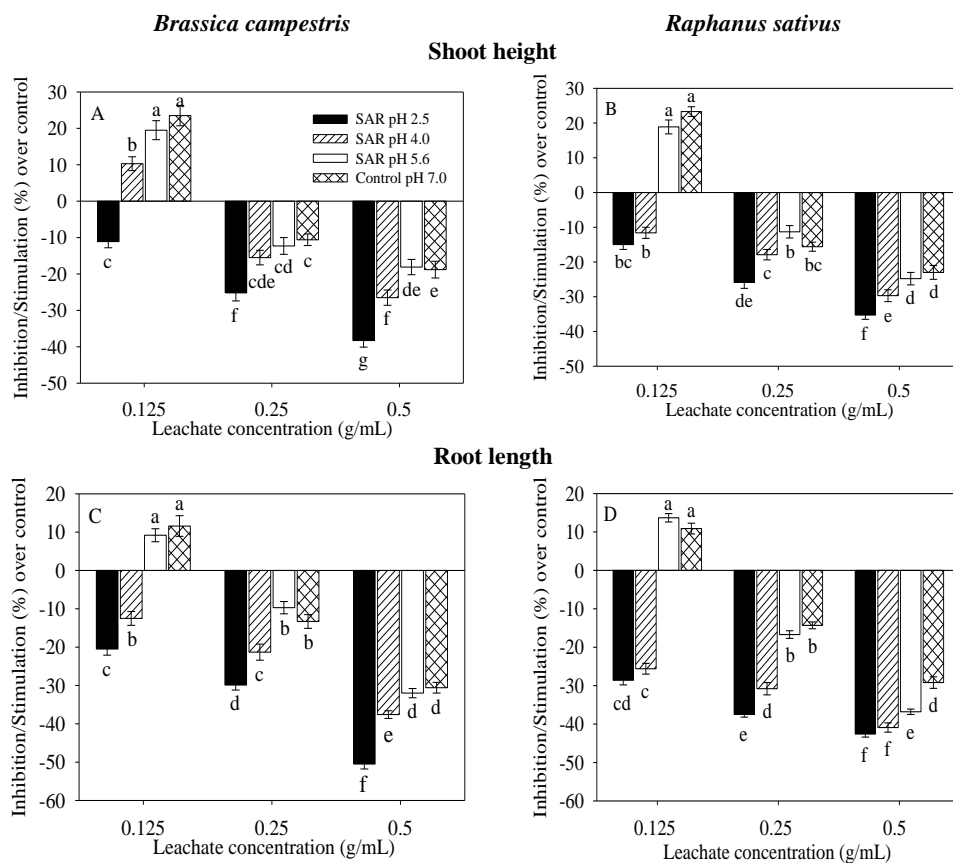 Brassica campestris
Raphanus sativus
Shoot height
Inhibition/Stimulation (%) over control
30
20
10
0
-10
-20
-30
-40
-50
A
SAR pH 2.5
SAR pH 4.0
SAR pH 5.6
Control pH 7.0
c
b
a
a
f
cde
cd
c
g
f
de
e
0.125
0.25
0.5
Leachate concentration (g/mL)
Inhibition/Stimulation (%) over control
30
20
10
0
-10
-20
-30
-40
-50
B
bc
b
a
a
de
c
b
bc
f
e
d
d
0.125
0.25
0.5
Leachate concentration (g/mL)
Root length
Inhibition/Stimulation (%) over control
20
10
0
-10
-20
-30
-40
-50
-60
C
c
b
a
a
d
c
b
b
f
e
d
d
0.125
0.25
0.5
Leachate concentration (g/mL)
Inhibition/Stimulation (%) over control
20
10
0
-10
-20
-30
-40
-50
-60
D
cd
c
a
a
e
d
b
b
f
f
e
d
0.125
0.25
0.5
Leachate concentration (g/mL)